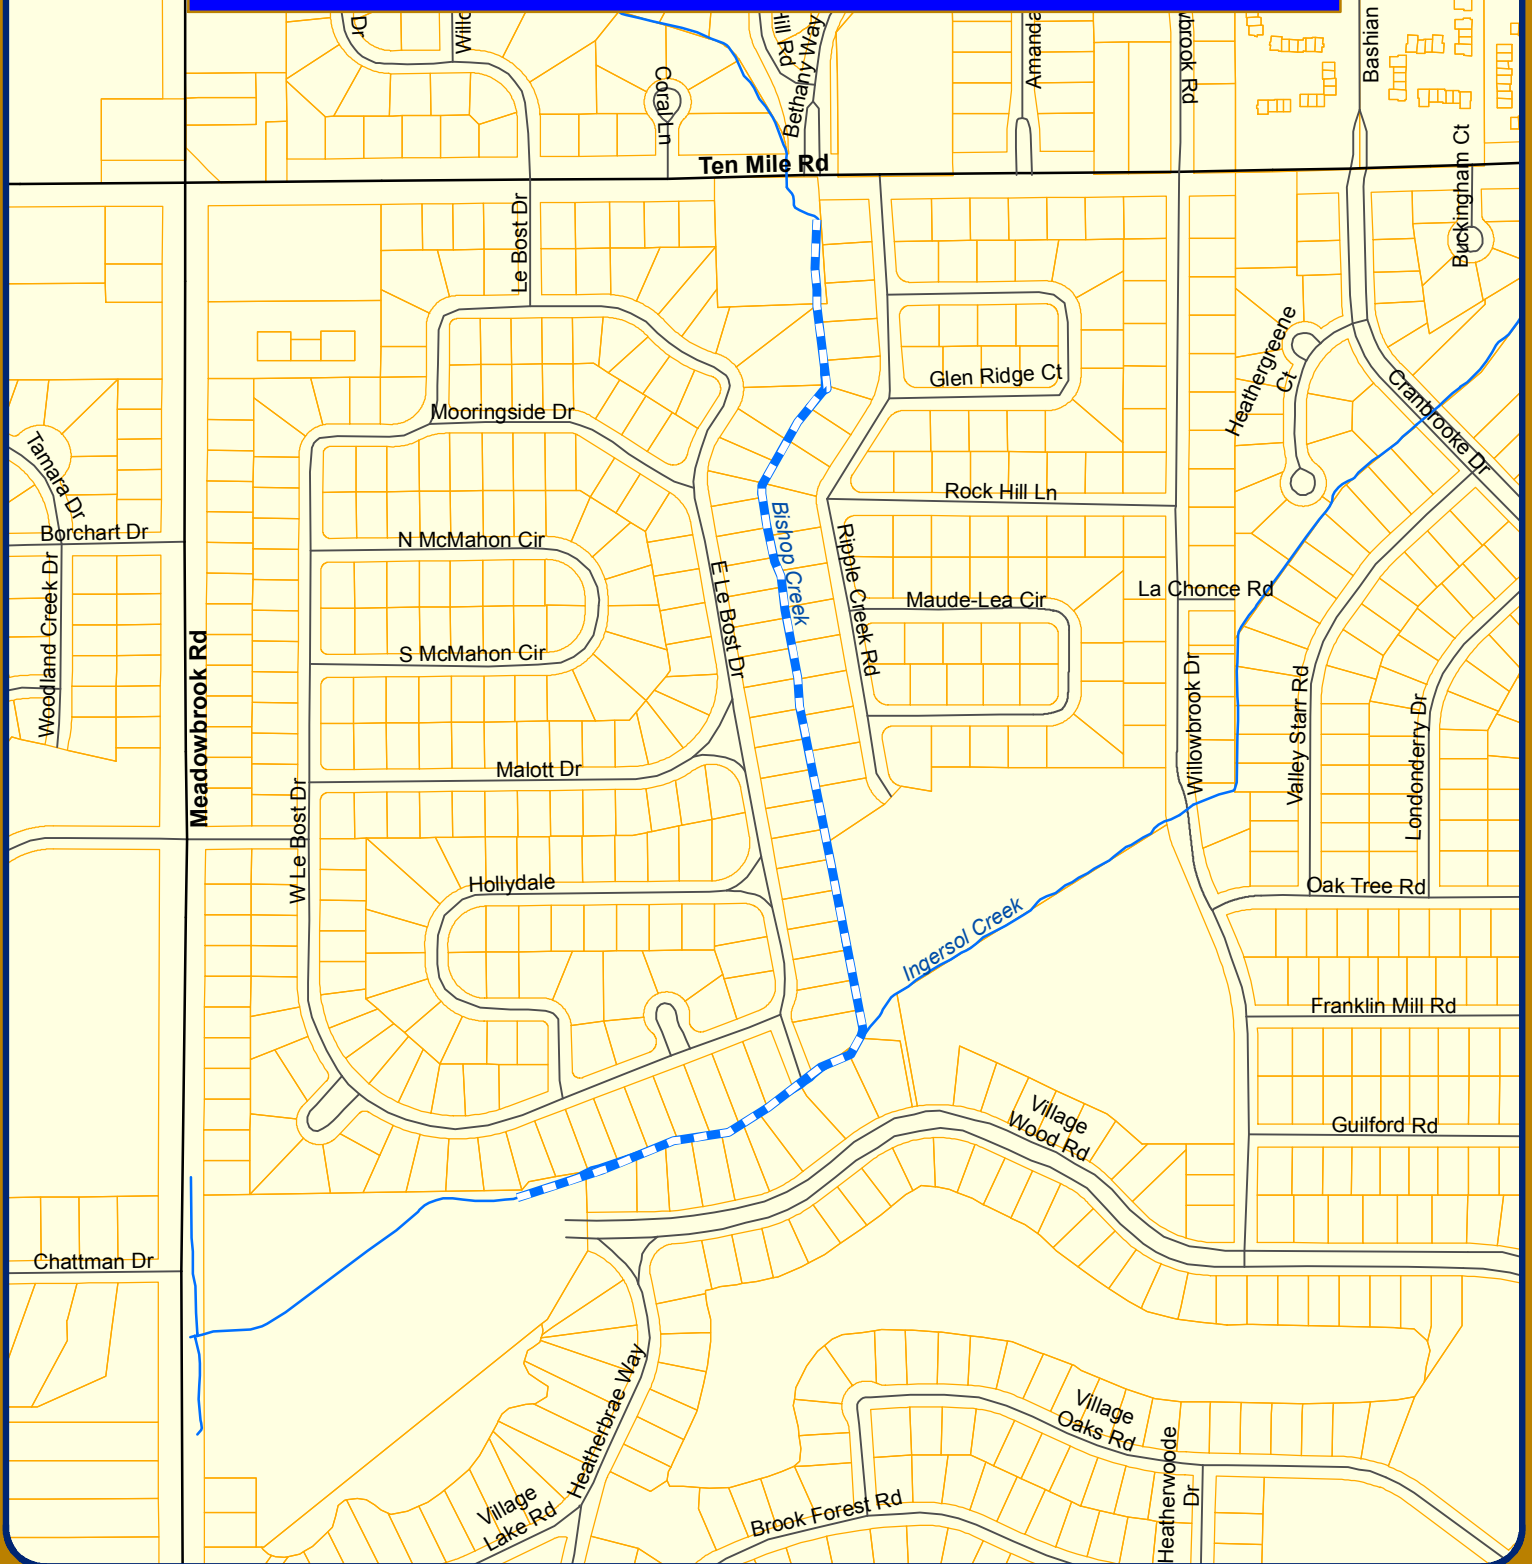 Dr
Hill Rd
Bethany Way
Amanda
Bashian
Coral Ln
Ten Mile Rd
Buckingham Ct
Le Bost Dr
Heathergreene
Ct
Glen Ridge Ct
Cranbrooke Dr
Mooringside Dr
Tamara Dr
Rock Hill Ln
Borchart Dr
N McMahon Cir
Bishop Creek
Ripple Creek Rd
La Chonce Rd
Maude-Lea Cir
Woodland Creek Dr
E Le Bost Dr
S McMahon Cir
Meadowbrook Rd
Willowbrook Dr
Valley Starr Rd
Londonderry Dr
Malott Dr
W Le Bost Dr
Hollydale
Oak Tree Rd
Ingersol Creek
Franklin Mill Rd
Village
Wood Rd
Guilford Rd
Chattman Dr
Heatherbrae Way
Village
Oaks Rd
Heatherwoode
Dr
Village
Lake Rd
Brook Forest Rd